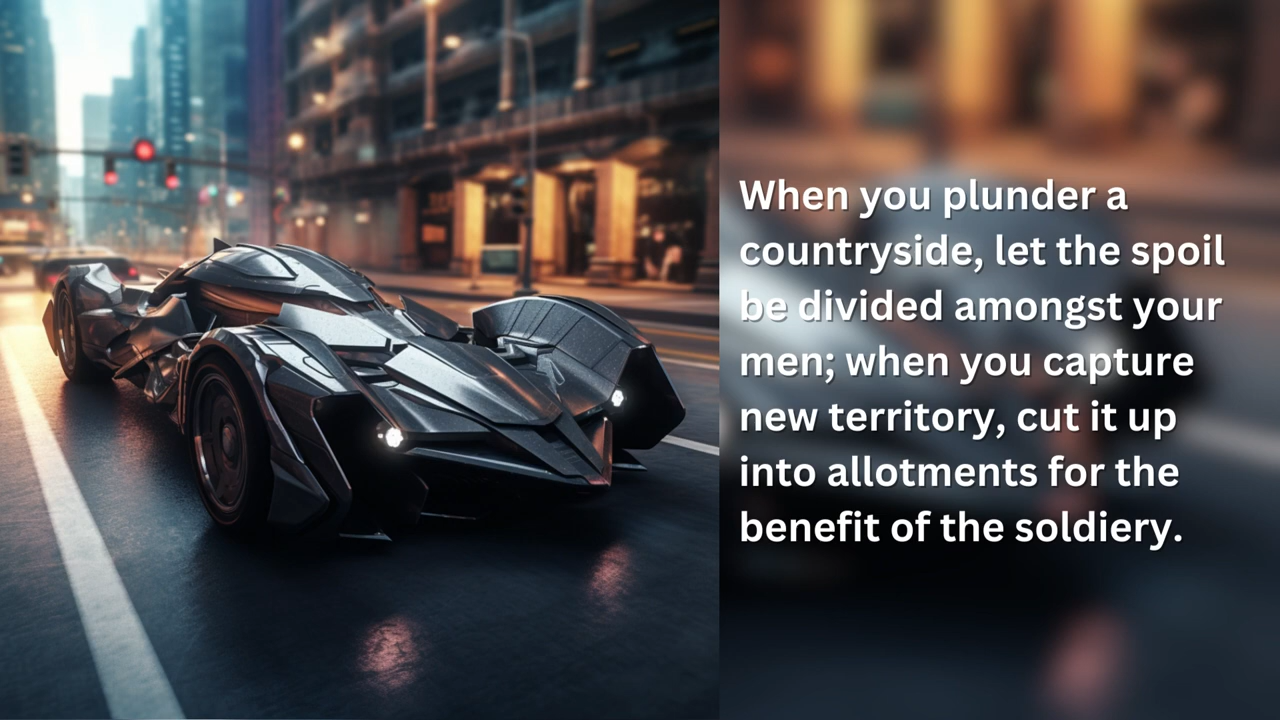 When you plunder a
countryside, let the spoil
be divided amongst your
men; when you capture
new territory, cut it up
into allotments for the
benefit of the soldiery.